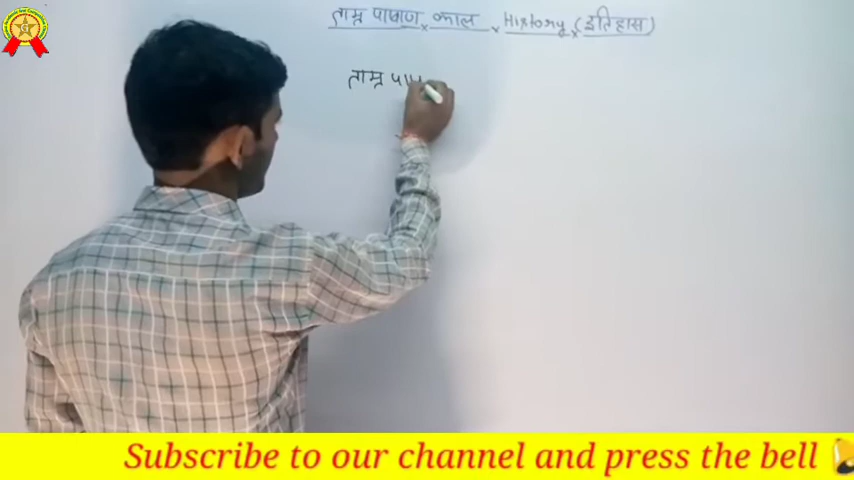 ताम्र पाषाण काल History (इतिहास)
ताम्र पाष
Subscribe to our channel and press the bell